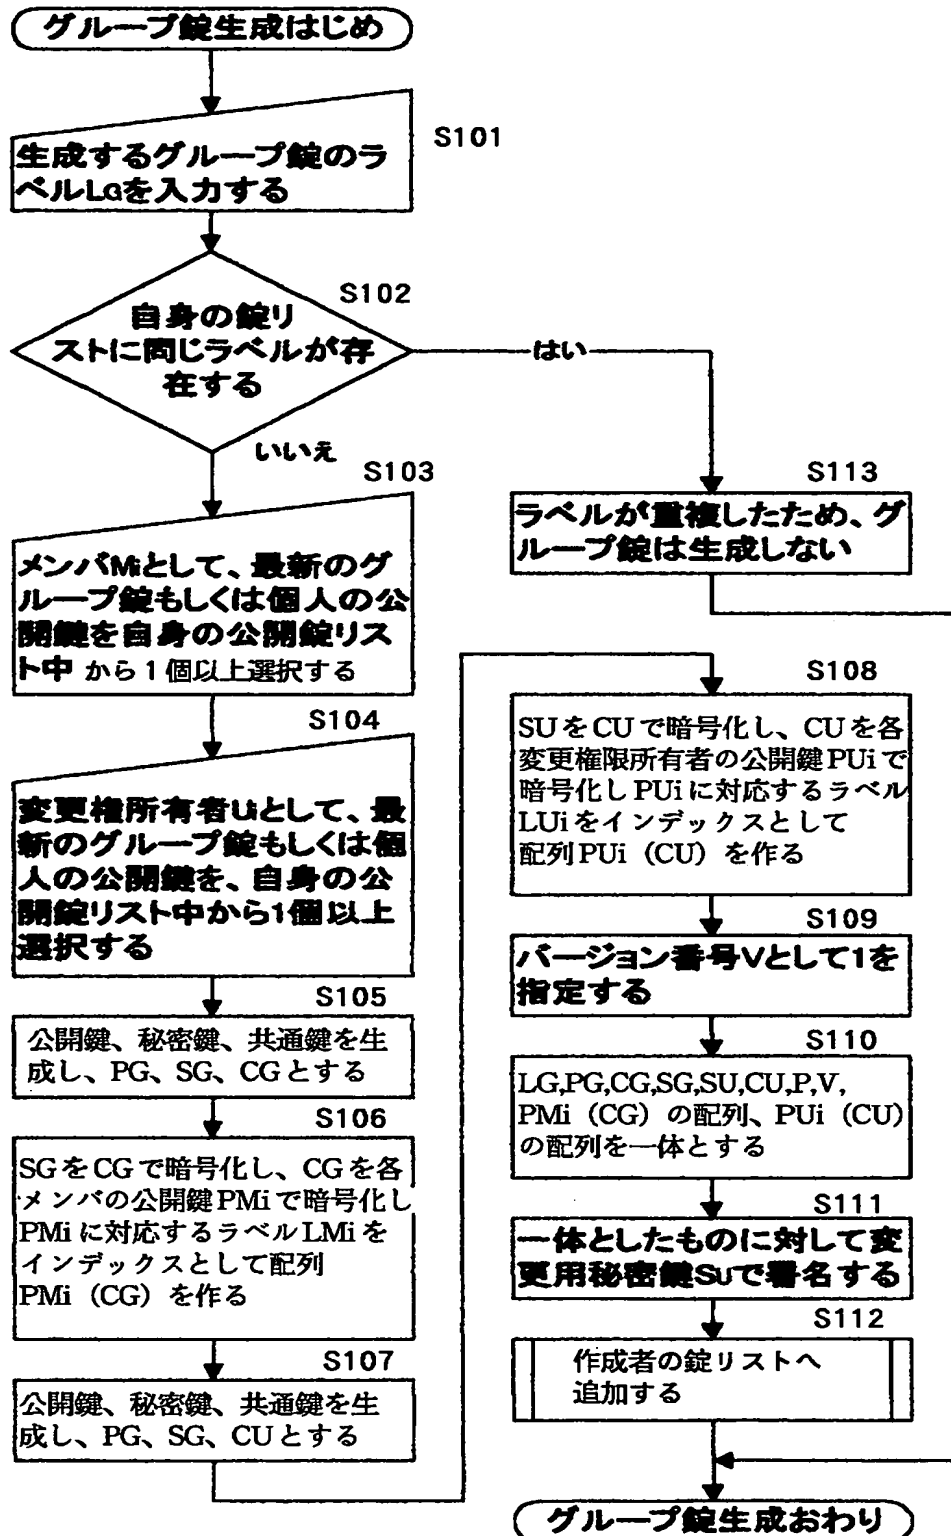 グループ錠生成はじめ
S101
生成するグループ錠のラ
ベルLGを入力する
S102
自身の錠リ
ストに同じラベルが存
在する
はい
いいえ
S103
メンバMiとして、最新のグ
ループ錠もしくは個人の公
開鍵を自身の公開錠リス
ト中から1個以上選択する
S104
変更権所有者Uiとして、最
新のグループ錠もしくは個
人の公開鍵を、自身の公
開錠リスト中から1個以上
選択する
S105
公開鍵、秘密鍵、共通鍵を生
成し、PG、SG、CGとする
S106
SGをCGで暗号化し、CGを各
メンバの公開鍵PMiで暗号化し
PMiに対応するラベルLMiを
インデックスとして配列
PMi（CG）を作る
S107
公開鍵、秘密鍵、共通鍵を生
成し、PG、SG、CUとする
S113
ラベルが重複したため、グ
ループ錠は生成しない
S108
SUをCUで暗号化し、CUを各
変更権限所有者の公開鍵PUiで
暗号化しPUiに対応するラベル
LUiをインデックスとして
配列PUi（CU）を作る
S109
バージョン番号Vとして1を
指定する
S110
LG,PG,CG,SG,SU,CU,P,V,
PMi（CG）の配列、PUi（CU）
の配列を一体とする
S111
一体としたものに対して変
更用秘密鍵SUで署名する
S112
作成者の錠リストへ
追加する
グループ錠生成おわり